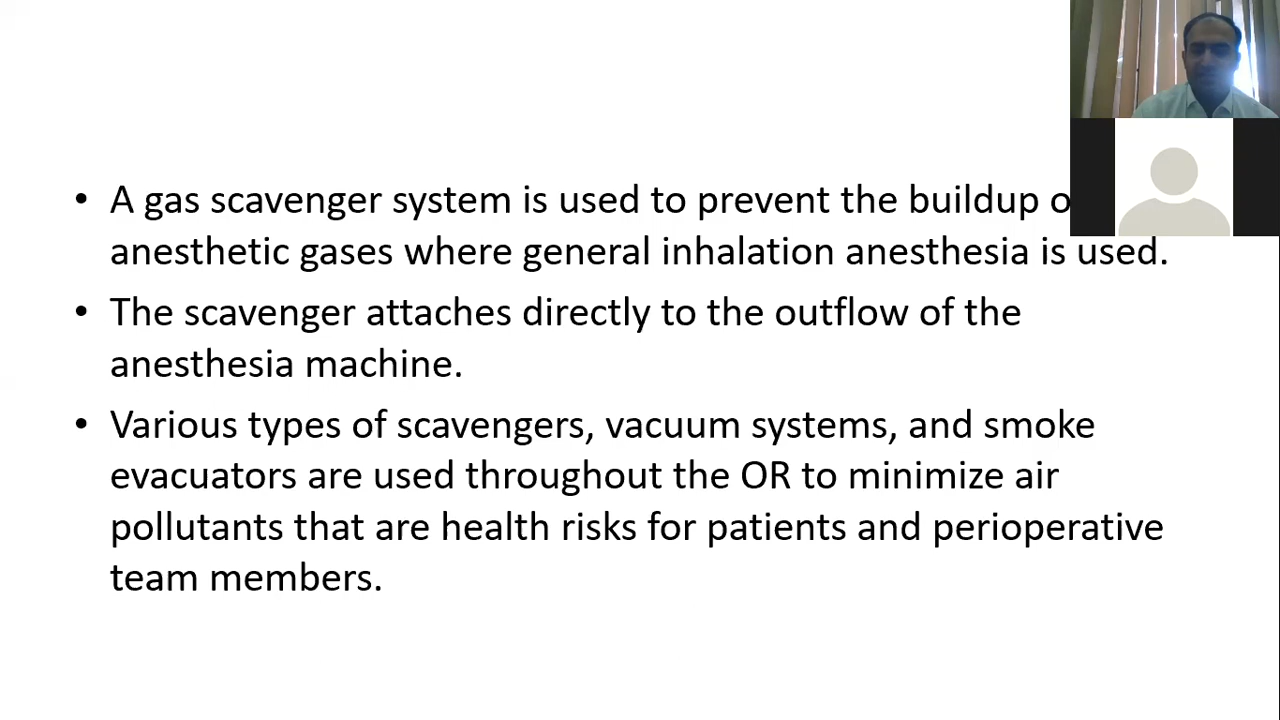 • A gas scavenger system is used to prevent the buildup
anesthetic gases where general inhalation anesthesia is used.
• The scavenger attaches directly to the outflow of the
anesthesia machine.
• Various types of scavengers, vacuum systems, and smoke
evacuators are used throughout the OR to minimize air
pollutants that are health risks for patients and perioperative
team members.